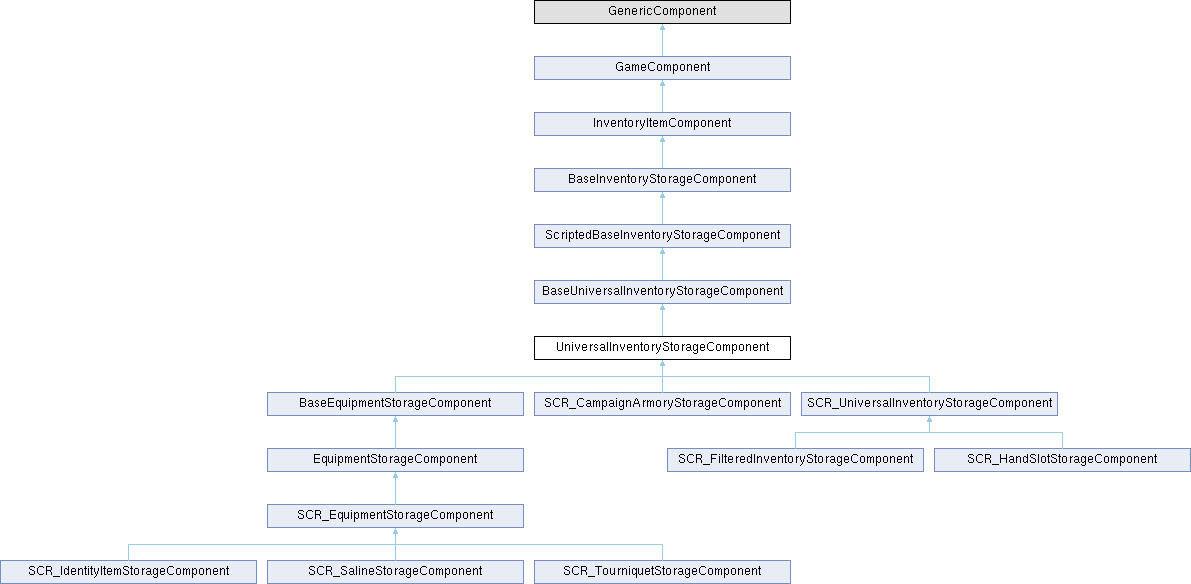 GenericComponent
GameComponent
InventoryItemComponent
BaseInventoryStorageComponent
ScriptedBaseInventoryStorageComponent
BaseUniversalInventoryStorageComponent
UniversalInventoryStorageComponent
BaseEquipmentStorageComponent
SCR_CampaignArmoryStorageComponent
SCR_UniversalInventoryStorageComponent
EquipmentStorageComponent
SCR_FilteredInventoryStorageComponent
SCR_HandSlotStorageComponent
SCR_EquipmentStorageComponent
SCR_IdentityItemStorageComponent
SCR_SalineStorageComponent
SCR_TourniquetStorageComponent